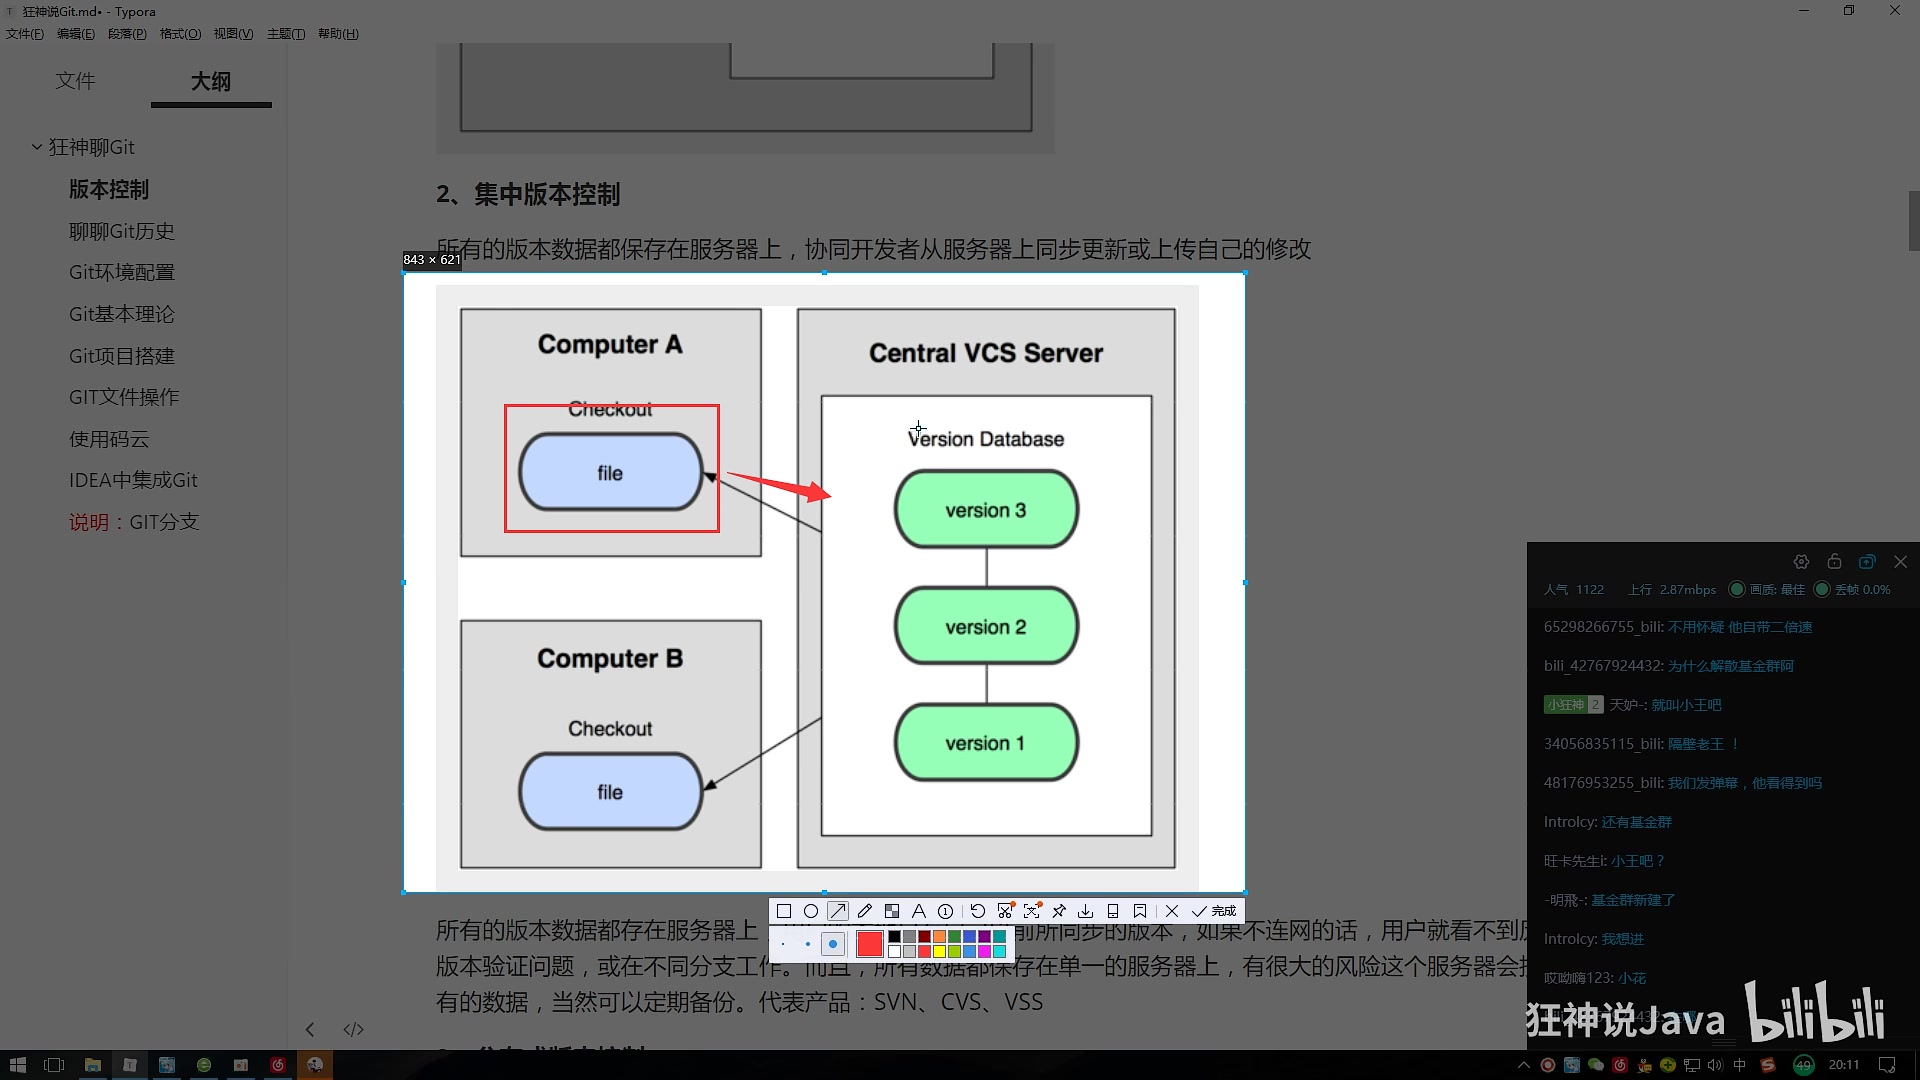 狂神说Git.md• - Typora
文件(F) 编辑(E) 段落(P) 格式(O) 视图(V) 主题(T) 帮助(H)
文件 大纲
狂神聊Git
版本控制
聊聊Git历史
Git环境配置
Git基本理论
Git项目搭建
GIT文件操作
使用码云
IDEA中集成Git
说明：GIT分支
2、集中版本控制
所有的版本数据都保存在服务器上，协同开发者从服务器上同步更新或上传自己的修改
843 × 621
Computer A
Checkout
file
Computer B
Checkout
file
Central VCS Server
Version Database
version 3
version 2
version 1
完成
所有的版本数据都存在服务器上
前所同步的版本，如果不连网的话，用户就看不到
版本验证问题，或在不同分支工作。而且，所有数据都保存在单一的服务器上，有很大的风险这个服务器会
有的数据，当然可以定期备份。代表产品：SVN、CVS、VSS
人气 1122 上行 2.87mbps 画质: 最佳 丢帧 0.0%
65298266755_bili: 不用怀疑 他自带二倍速
bili_42767924432: 为什么解散基金群阿
小狂神 2 天妒-: 就叫小王吧
34056835115_bili: 隔壁老王 ！
48176953255_bili: 我们发弹幕，他看得到吗
Introlcy: 还有基金群
旺卡先生i: 小王吧？
-明飛-: 基金群新建了
Introlcy: 我想进
哎呦嗨123: 小花
狂神说Java bilibili
中 49 20:11